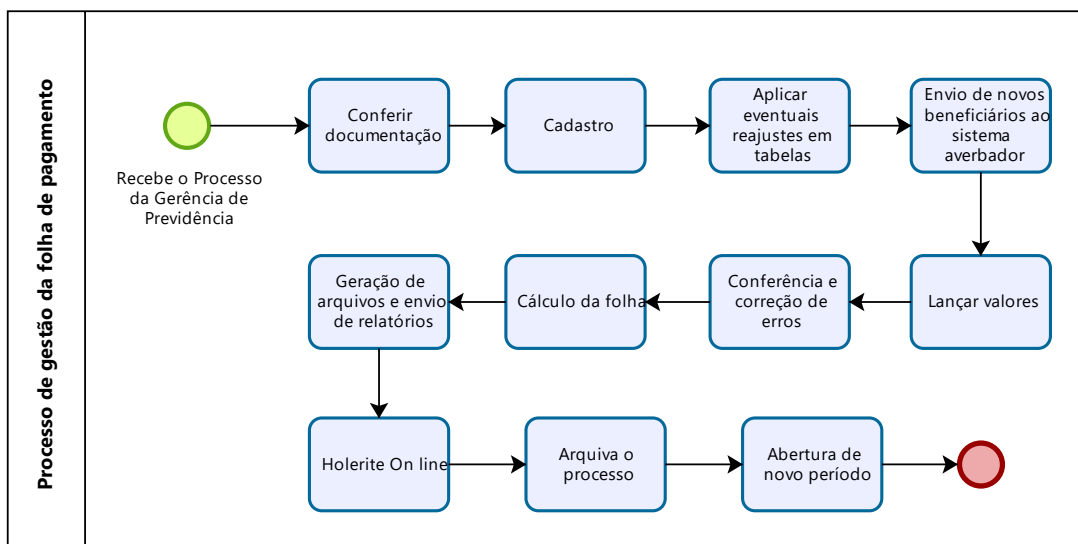 Processo de gestão da folha de pagamento
Recebe o Processo
da Gerência de
Previdência
Conferir
documentação
Cadastro
Aplicar
eventuais
reajustes em
tabelas
Envio de novos
beneficiários ao
sistema
averbador
Lançar valores
Conferência e
correção de
erros
Cálculo da folha
Geração de
arquivos e envio
de relatórios
Holerite On line
Arquiva o
processo
Abertura de
novo período